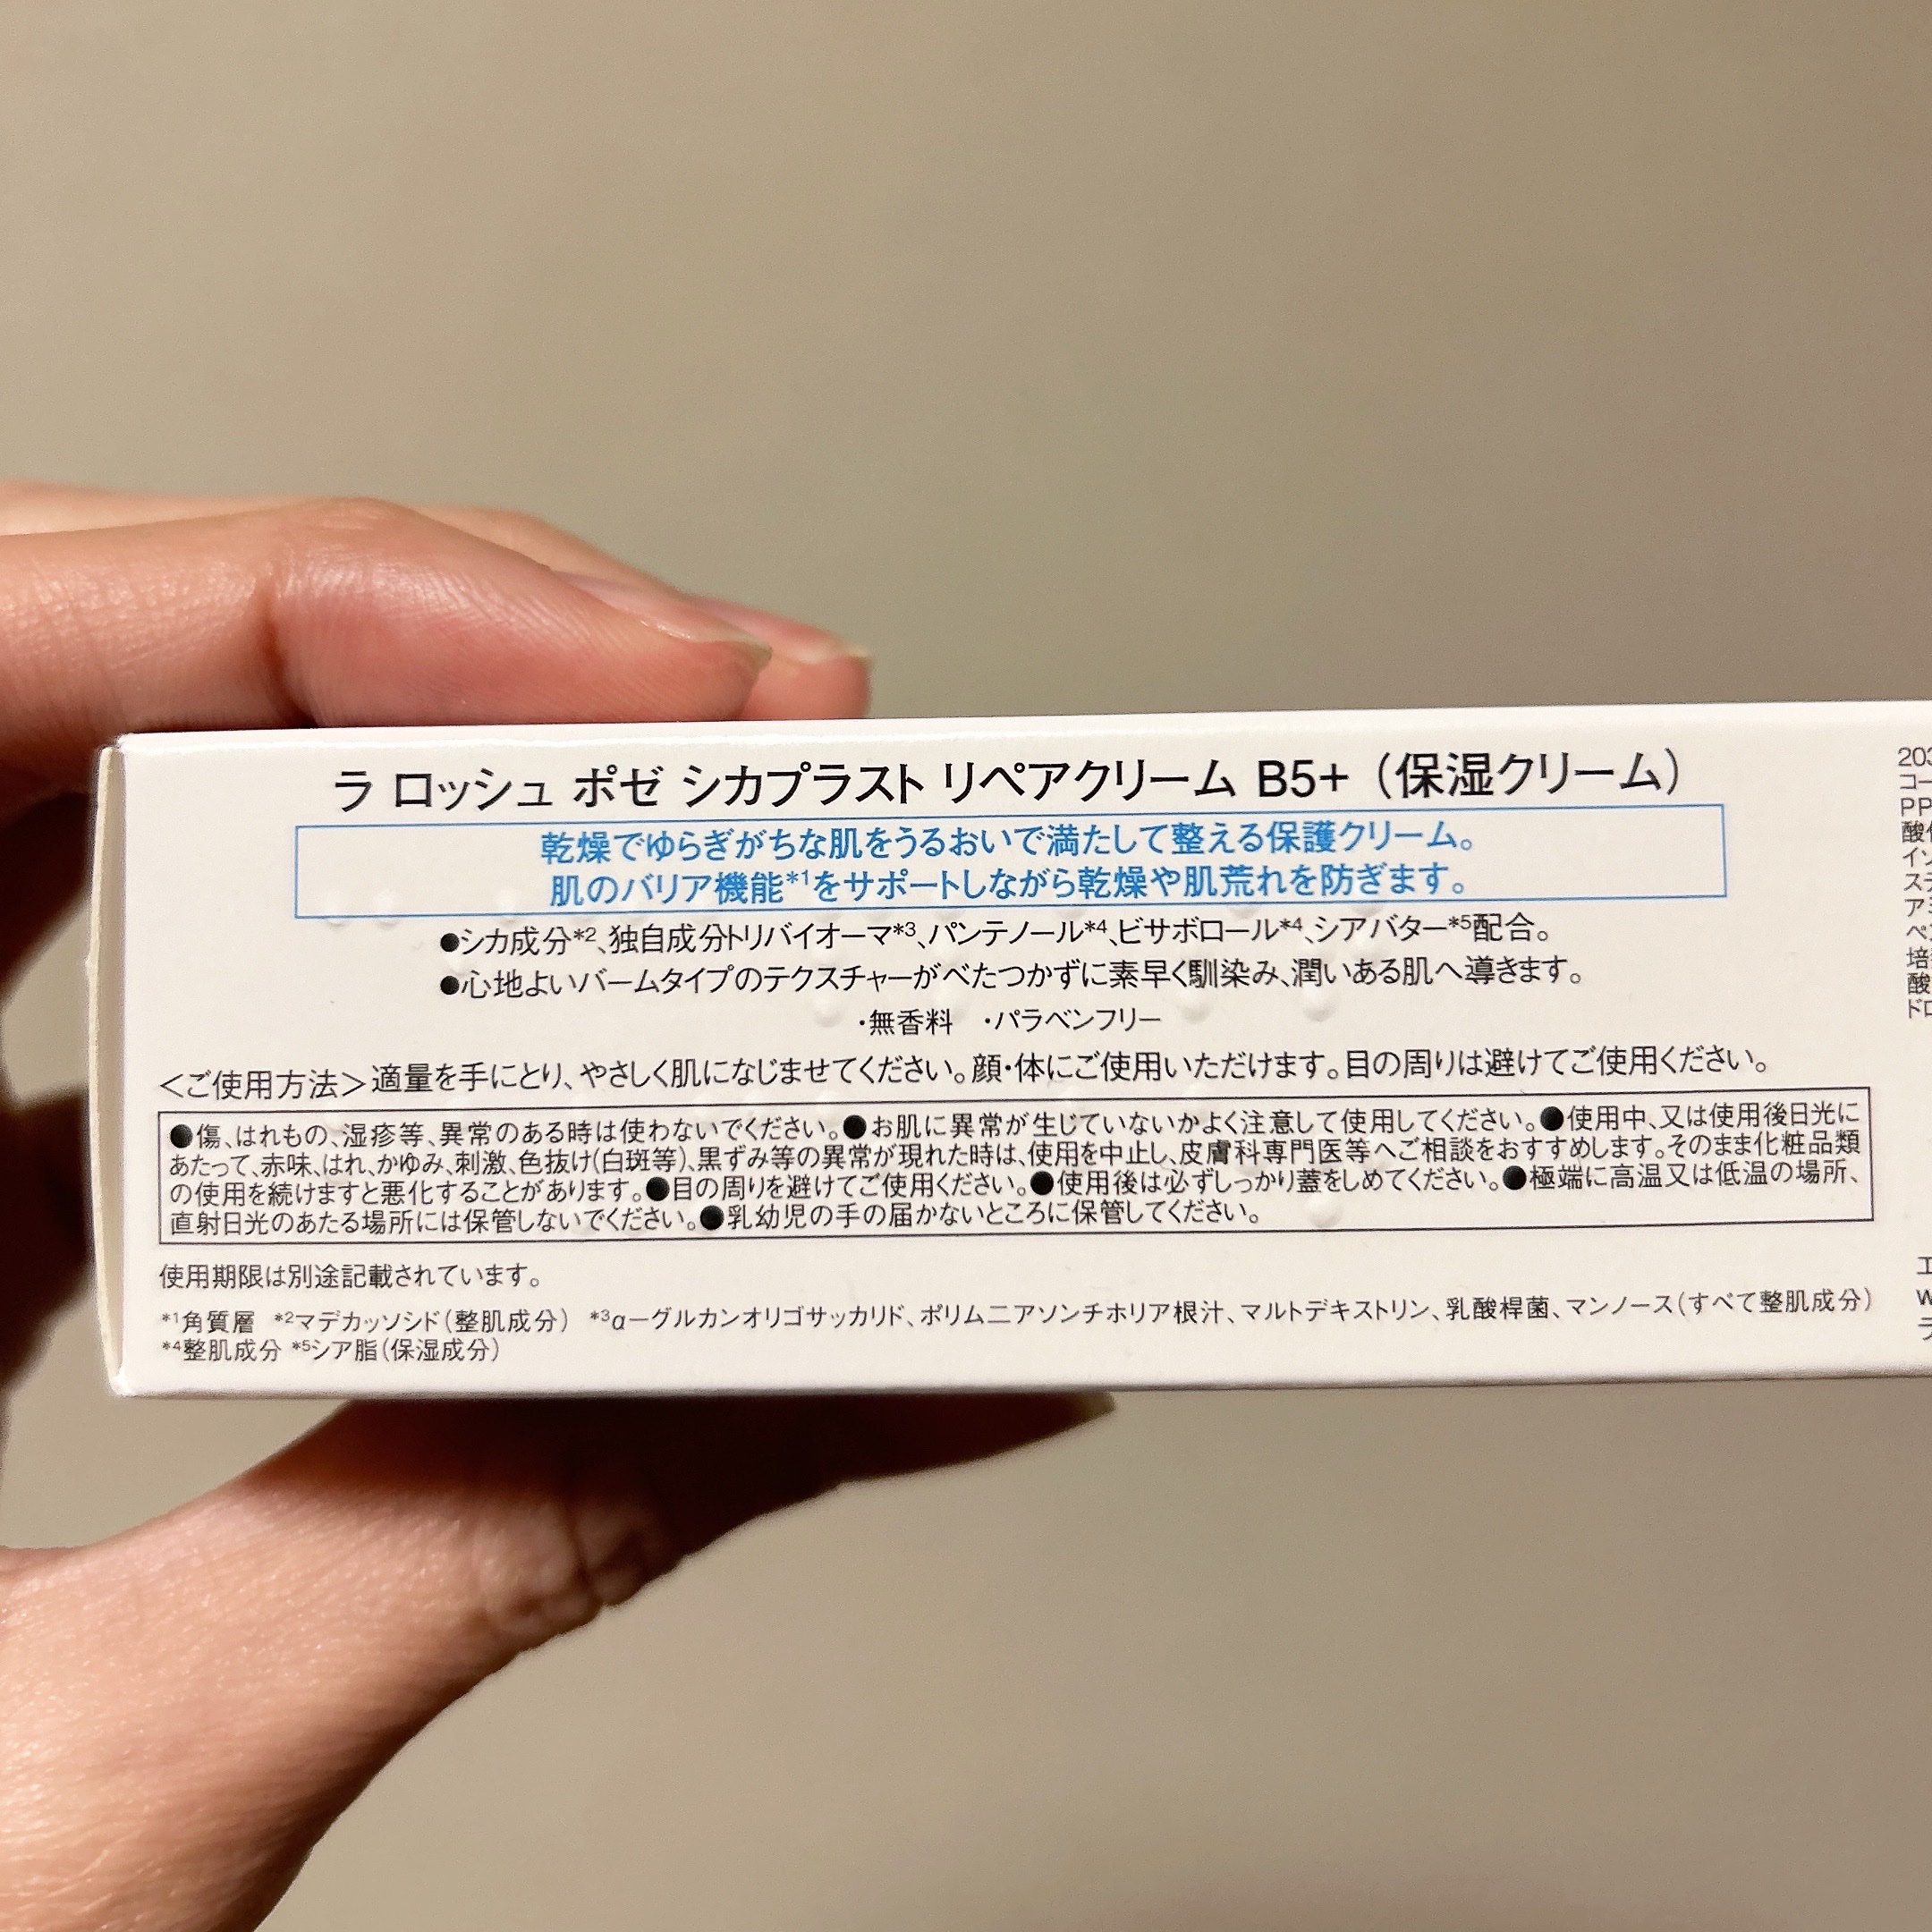 ラ ロッシュ ポゼ シカプラスト リペアクリーム B5+（保湿クリーム）
乾燥でゆらぎがちな肌をうるおいで満たして整える保護クリーム。
肌のバリア機能*1をサポートしながら乾燥や肌荒れを防ぎます。
●シカ成分*2、独自成分トリバイオーマ*3、パンテノール*4、ビサボロール*4、シアバター*5配合。
●心地よいバームタイプのテクスチャーがべたつかずに素早く馴染み、潤いある肌へ導きます。
・無香料　・パラベンフリー
＜ご使用方法＞適量を手にとり、やさしく肌になじませてください。顔・体にご使用いただけます。目の周りは避けてご使用ください。
●傷、はれもの、湿疹等、異常のある時は使わないでください。●お肌に異常が生じていないかよく注意して使用してください。●使用中、又は使用後日光に
あたって、赤味、はれ、かゆみ、刺激、色抜け(白斑等)、黒ずみ等の異常が現れた時は、使用を中止し、皮膚科専門医等へご相談をおすすめします。そのまま化粧品類
の使用を続けますと悪化することがあります。●目の周りを避けてご使用ください。●使用後は必ずしっかり蓋をしめてください。●極端に高温又は低温の場所、
直射日光のあたる場所には保管しないでください。●乳幼児の手の届かないところに保管してください。
使用期限は別途記載されています。
*1角質層 *2マデカッソシド（整肌成分） *3α－グルカンオリゴサッカリド、ポリムニアソンチホリア根汁、マルトデキストリン、乳酸桿菌、マンノース（すべて整肌成分）
*4整肌成分 *5シア脂（保湿成分）
203
コー
PP